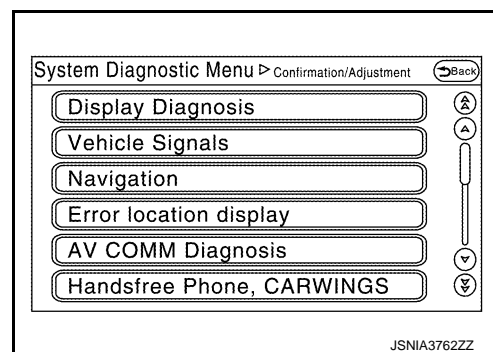 System Diagnostic Menu ▷ Confirmation/Adjustment Back
Display Diagnosis
Vehicle Signals
Navigation
Error location display
AV COMM Diagnosis
Handsfree Phone, CARWINGS
JSNIA3762ZZ